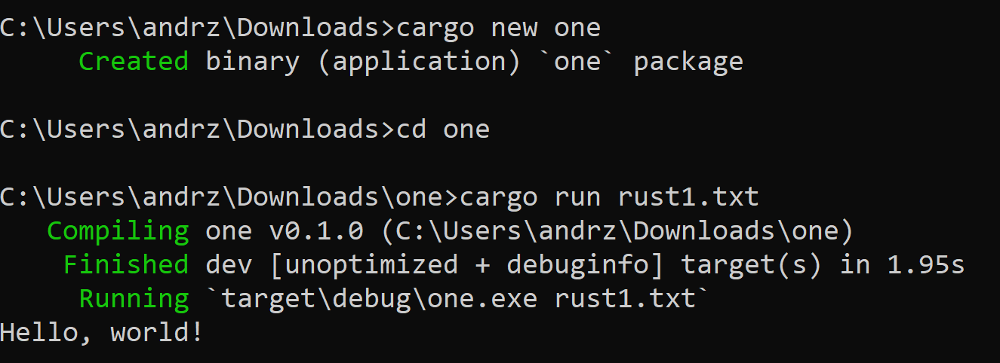 C:\Users\andrz\Downloads>cargo new one
Created binary (application) `one` package
C:\Users\andrz\Downloads>cd one
C:\Users\andrz\Downloads\one>cargo run rust1.txt
Compiling one v0.1.0 (C:\Users\andrz\Downloads\one)
Finished dev [unoptimized + debuginfo] target(s) in 1.95s
Running `target\debug\one.exe rust1.txt`
Hello, world!